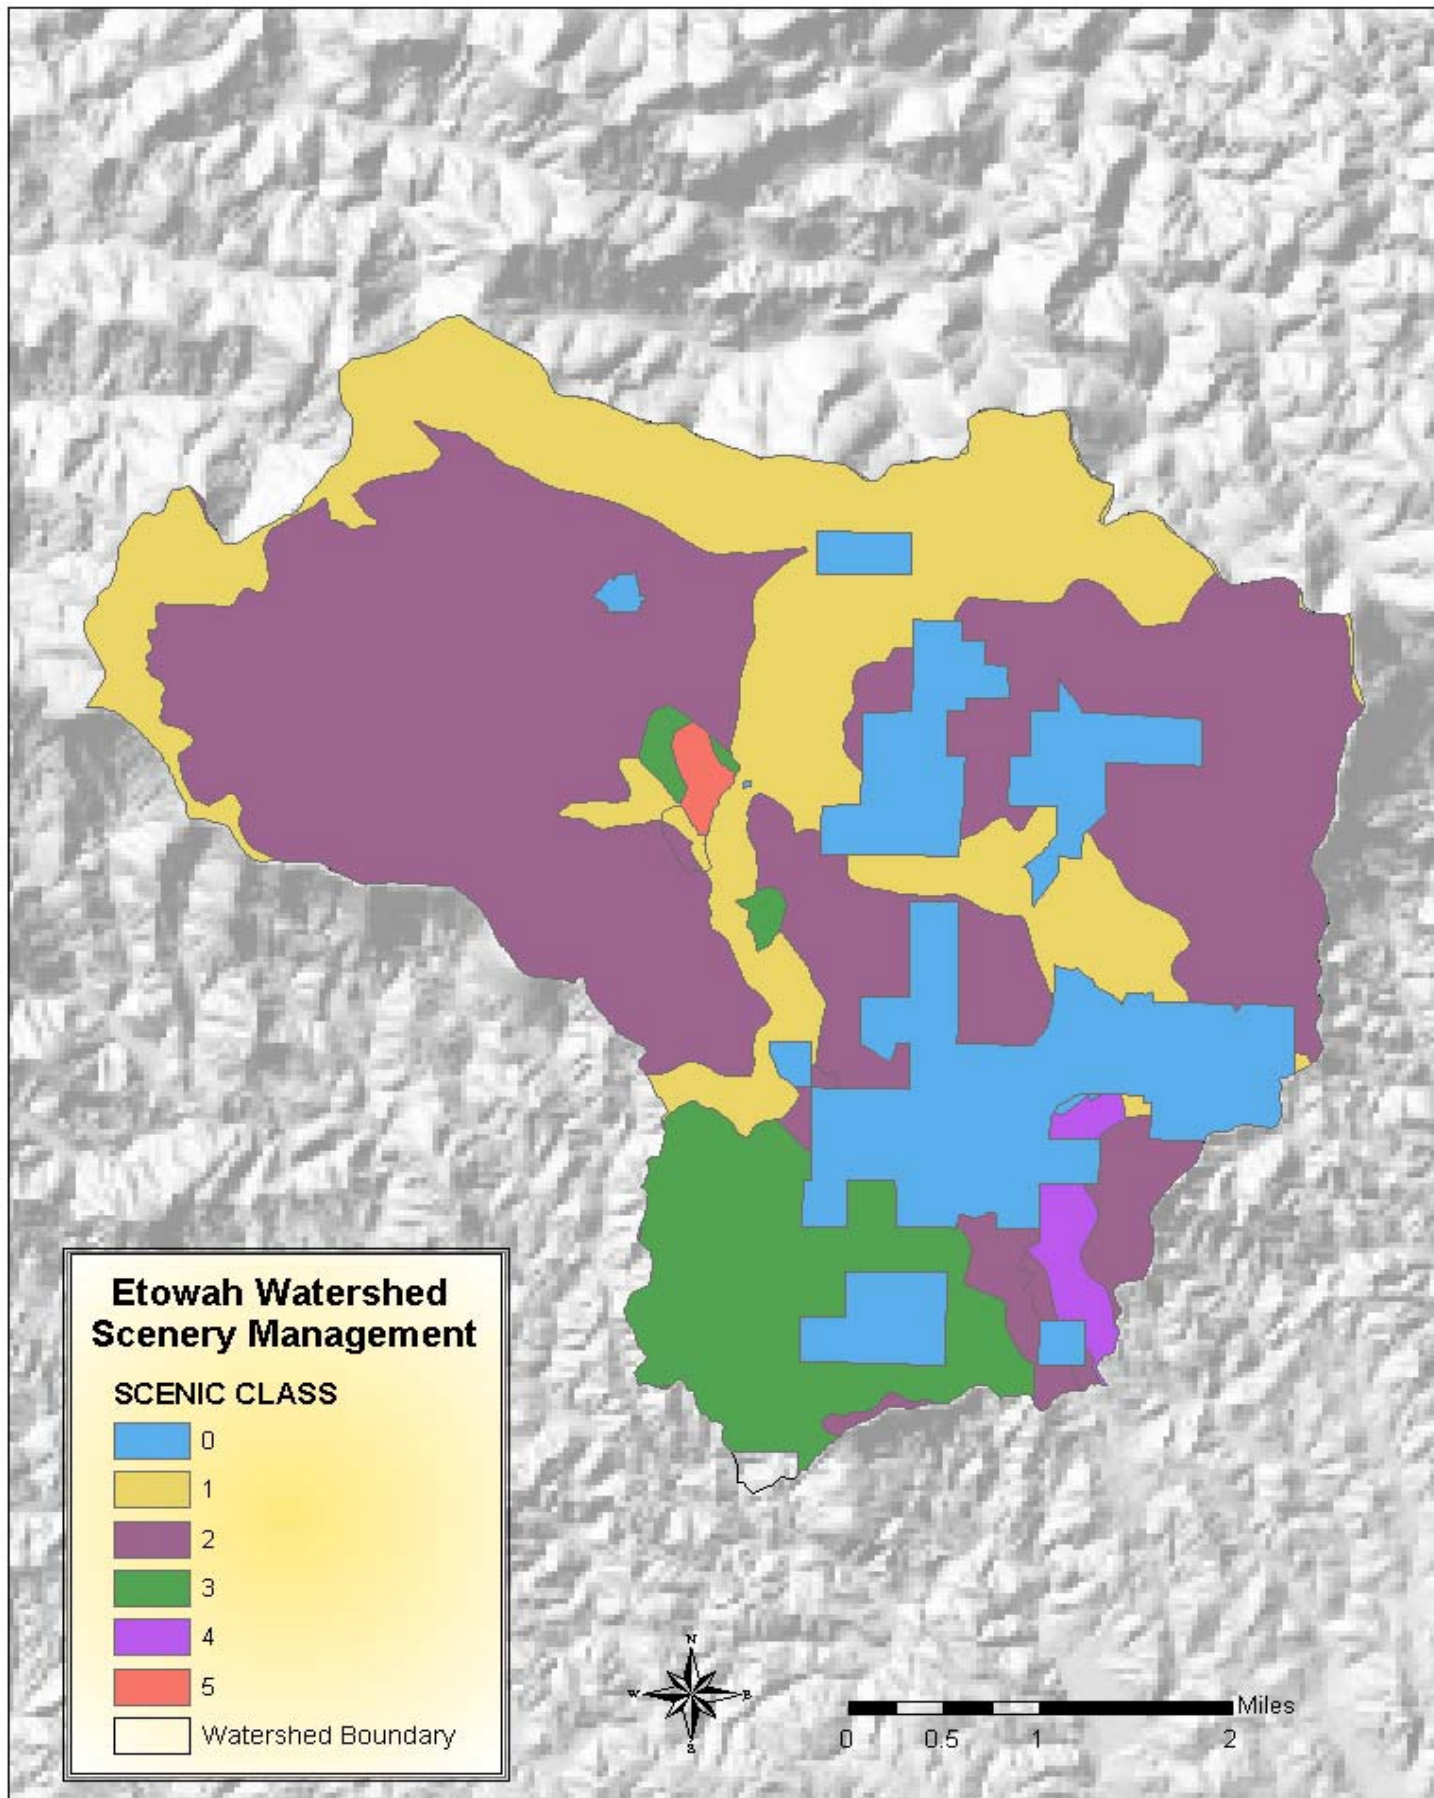 Etowah Watershed
Scenery Management
SCENIC CLASS
0
1
2
3
4
5
Watershed Boundary
N
W
E
S
Miles
0 0.5 1 2